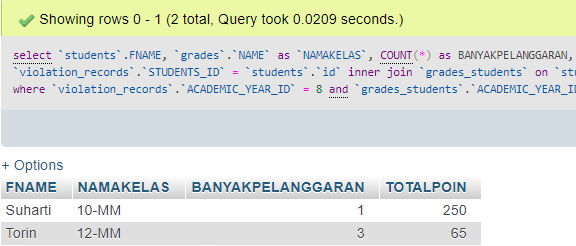 Showing rows 0 - 1 (2 total, Query took 0.0209 seconds.)
select `students`.FNAME, `grades`.`NAME` as `NAMAKELAS`, COUNT(*) as BANYAKPELANGGARAN,
`violation_records`.`STUDENTS_ID` = `students`.`id` inner join `grades_students` on
where `violation_records`.`ACADEMIC_YEAR_ID` = 8 and `grades_students`.
+ Options
FNAME NAMAKELAS BANYAKPELANGGARAN TOTALPOIN
Suharti 10-MM 1 250
Torin 12-MM 3 65